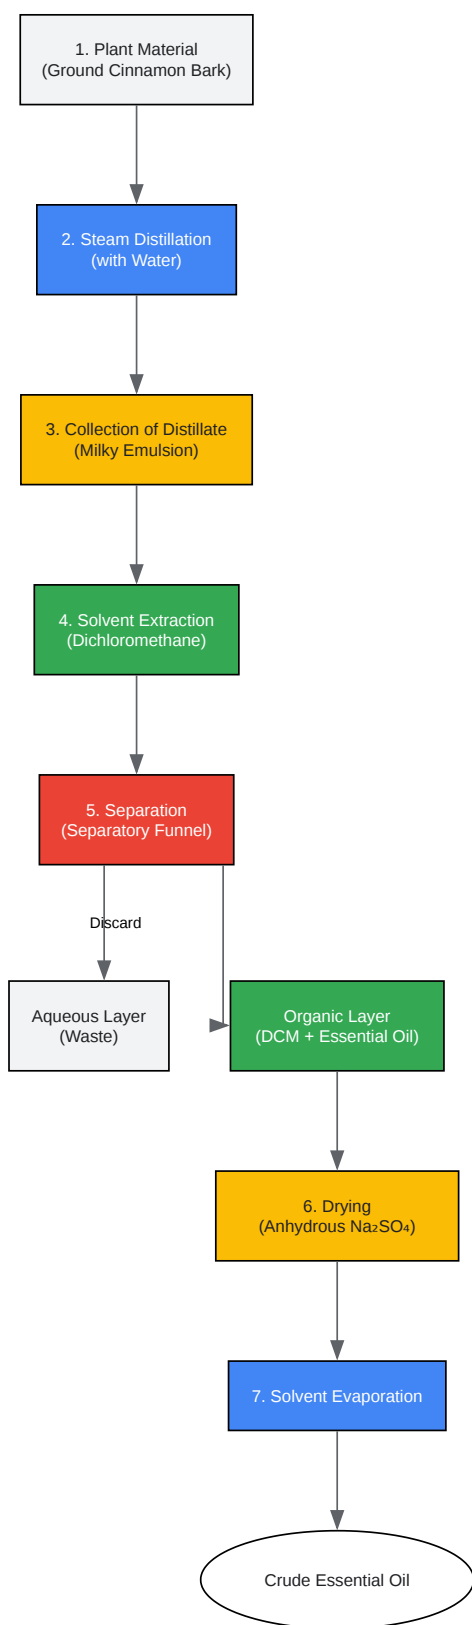 1. Plant Material
(Ground Cinnamon Bark)
2. Steam Distillation
(with Water)
3. Collection of Distillate
(Milky Emulsion)
4. Solvent Extraction
(Dichloromethane)
5. Separation
(Separatory Funnel)
Discard
Aqueous Layer
(Waste)
Organic Layer
(DCM + Essential Oil)
6. Drying
(Anhydrous Na₂SO₄)
7. Solvent Evaporation
Crude Essential Oil